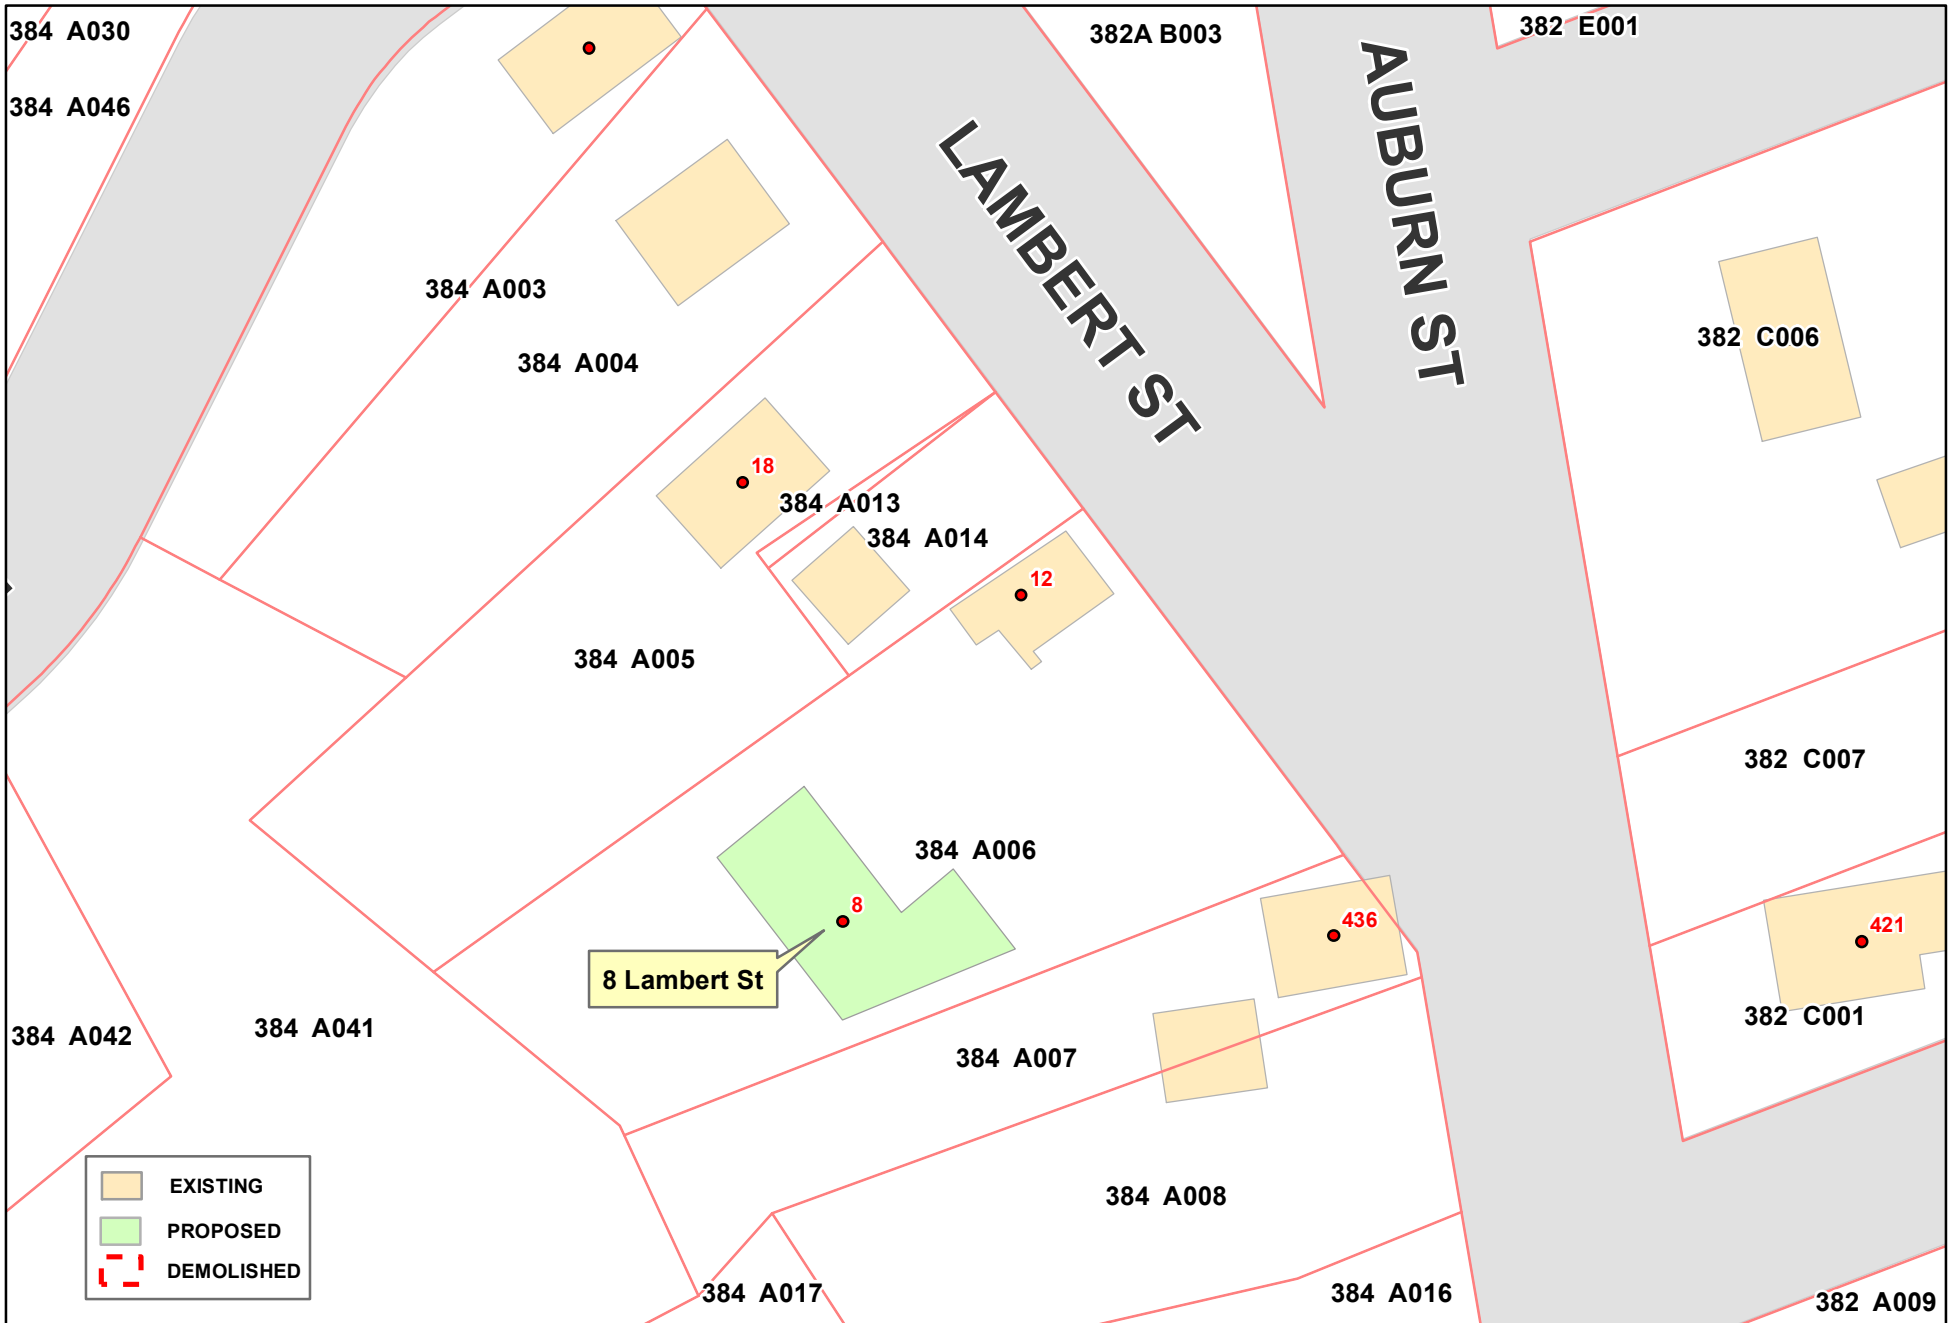 384 A030
382A B003
382 E001
384 A046
AUBURN ST
LAMBERT ST
384 A003
382 C006
384 A004
18
384 A013
384 A014
12
384 A005
382 C007
384 A006
8
436
421
8 Lambert St
382 C001
384 A042
384 A041
384 A007
384 A008
EXISTING
PROPOSED
DEMOLISHED
384 A017
384 A016
382 A009